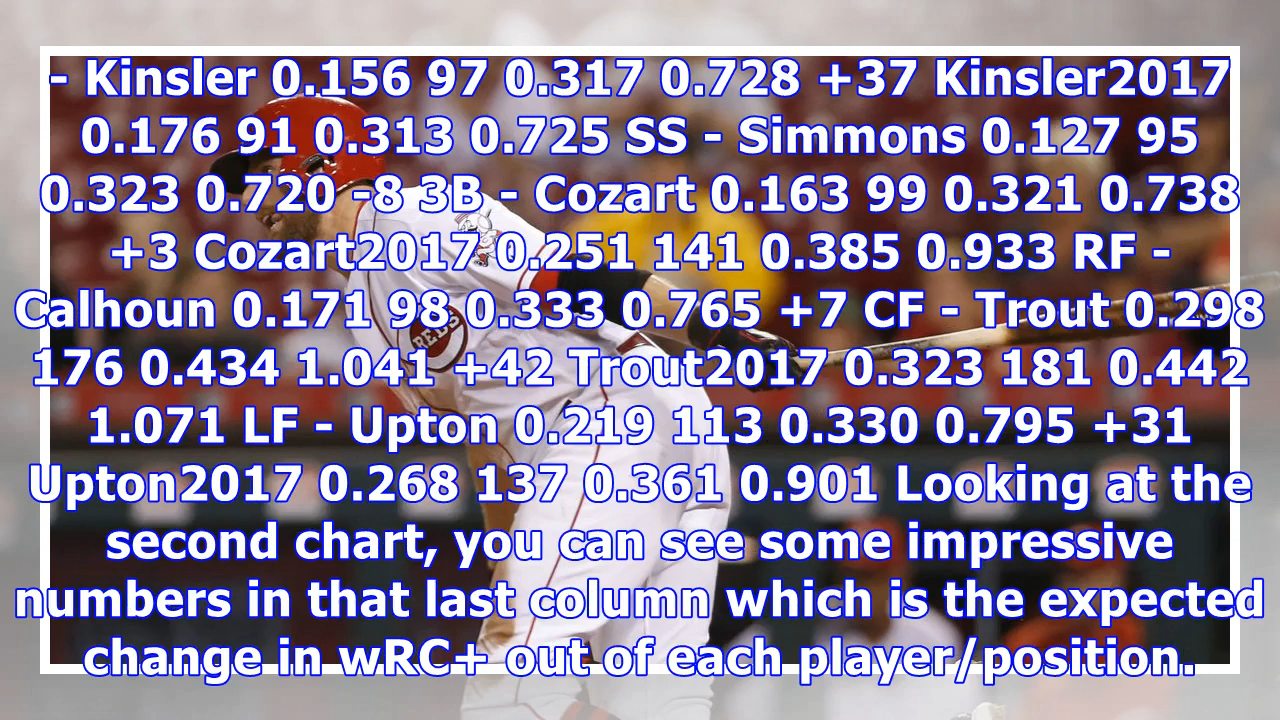 - Kinsler 0.156 97 0.317 0.728 +37 Kinsler2017
0.176 91 0.313 0.725 SS - Simmons 0.127 95
0.323 0.720 -8 3B - Cozart 0.163 99 0.321 0.738
+3 Cozart2017 0.251 141 0.385 0.933 RF -
Calhoun 0.171 98 0.333 0.765 +7 CF - Trout 0.298
176 0.434 1.041 +42 Trout2017 0.323 181 0.442
1.071 LF - Upton 0.219 113 0.330 0.795 +31
Upton2017 0.268 137 0.361 0.901 Looking at the
second chart, you can see some impressive
numbers in that last column which is the expected
change in wRC+ out of each player/position.
REDS